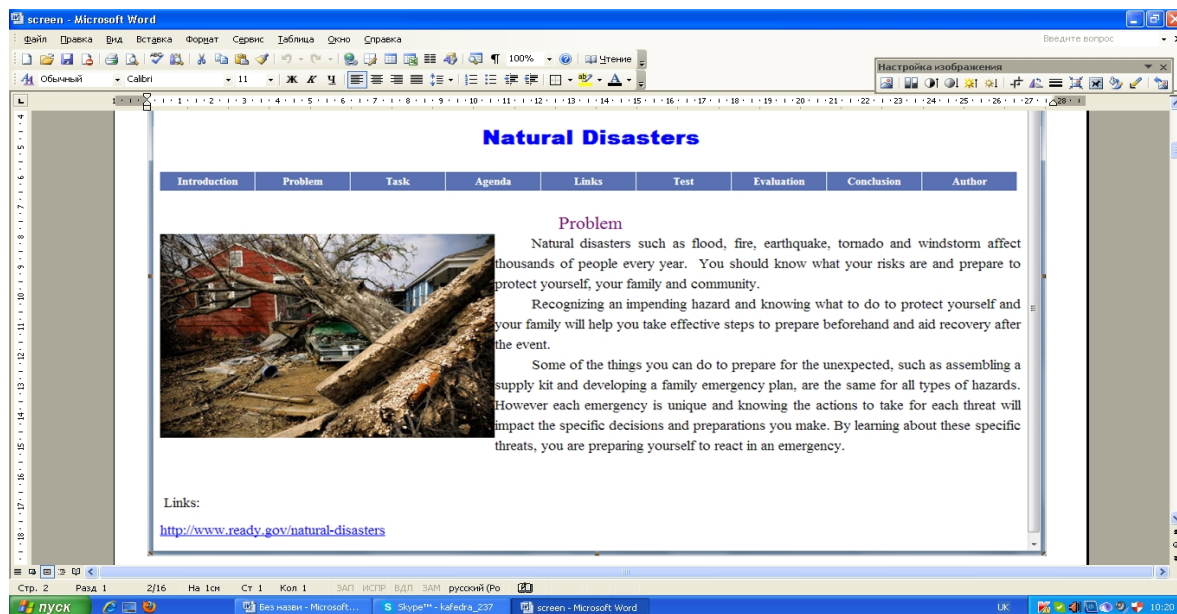 screen - Microsoft Word
Файл Правка Вид Вставка Формат Сервис Таблица Окно Справка
Введите вопрос
100% Чтение
Обычный Calibri 11 Ж К Ч
Настройка изображения
Natural Disasters
Introduction Problem Task Agenda Links Test Evaluation Conclusion Author
Problem
Natural disasters such as flood, fire, earthquake, tornado and windstorm affect
thousands of people every year. You should know what your risks are and prepare to
protect yourself, your family and community.
Recognizing an impending hazard and knowing what to do to protect yourself and
your family will help you take effective steps to prepare beforehand and aid recovery after
the event.
Some of the things you can do to prepare for the unexpected, such as assembling a
supply kit and developing a family emergency plan, are the same for all types of hazards.
However each emergency is unique and knowing the actions to take for each threat will
impact the specific decisions and preparations you make. By learning about these specific
threats, you are preparing yourself to react in an emergency.
Links:
http://www.ready.gov/natural-disasters
Стр. 2 Разд 1 2/16 На 1см Ст 1 Кол 1 ЗАП ИСПР ВДЛ ЗАМ русский (Ро
пуск Без назви - Microsoft... Skype™ - kafedra_237 screen - Microsoft Word UK 10:20